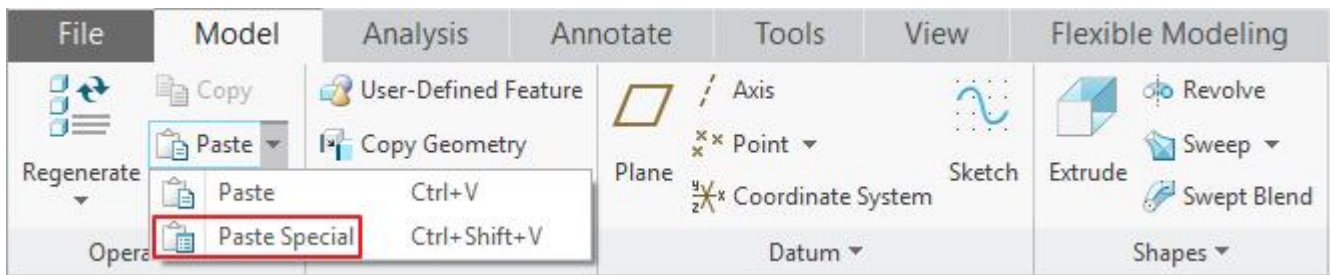 File Model Analysis Annotate Tools View Flexible Modeling
Copy User-Defined Feature Axis Revolve
Paste Copy Geometry Point Sweep
Regenerate Plane Sketch Extrude
Paste Ctrl+V Coordinate System Swept Blend
Paste Special Ctrl+Shift+V
Opera Datum Shapes